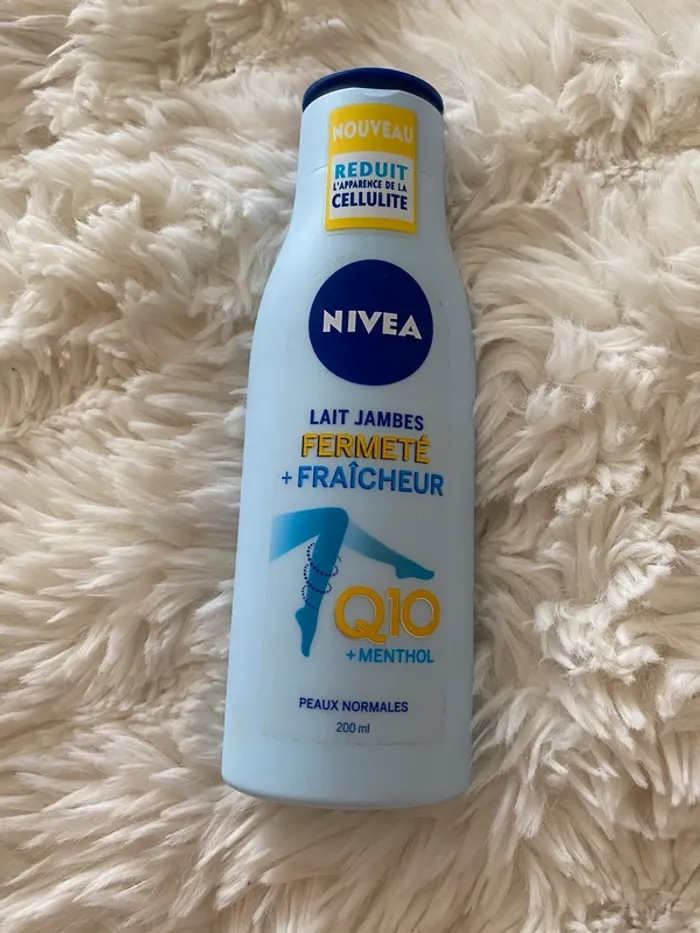 NOUVEAU
REDUIT
L'APPARENCE DE LA
CELLULITE
NIVEA
LAIT JAMBES
FERMETÉ
+ FRAÎCHEUR
Q10
+ MENTHOL
PEAUX NORMALES
200 ml